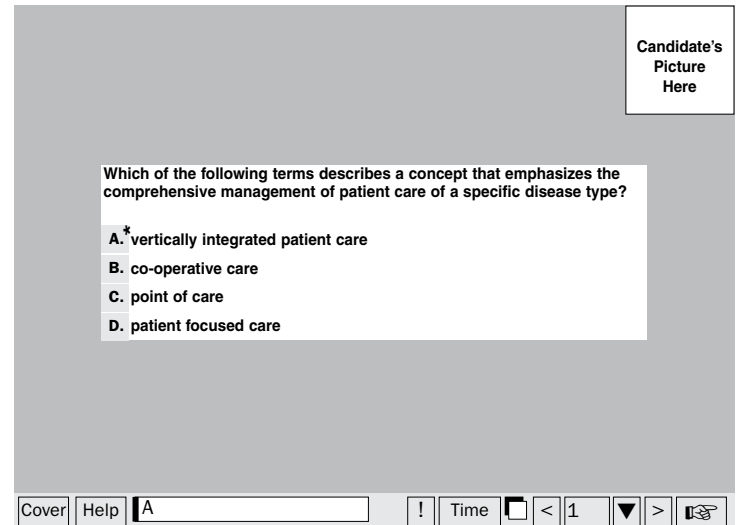 Candidate's
Picture
Here
Which of the following terms describes a concept that emphasizes the
comprehensive management of patient care of a specific disease type?
A.* vertically integrated patient care
B. co-operative care
C. point of care
D. patient focused care
Cover Help A ! Time < 1 ▼ > ☞